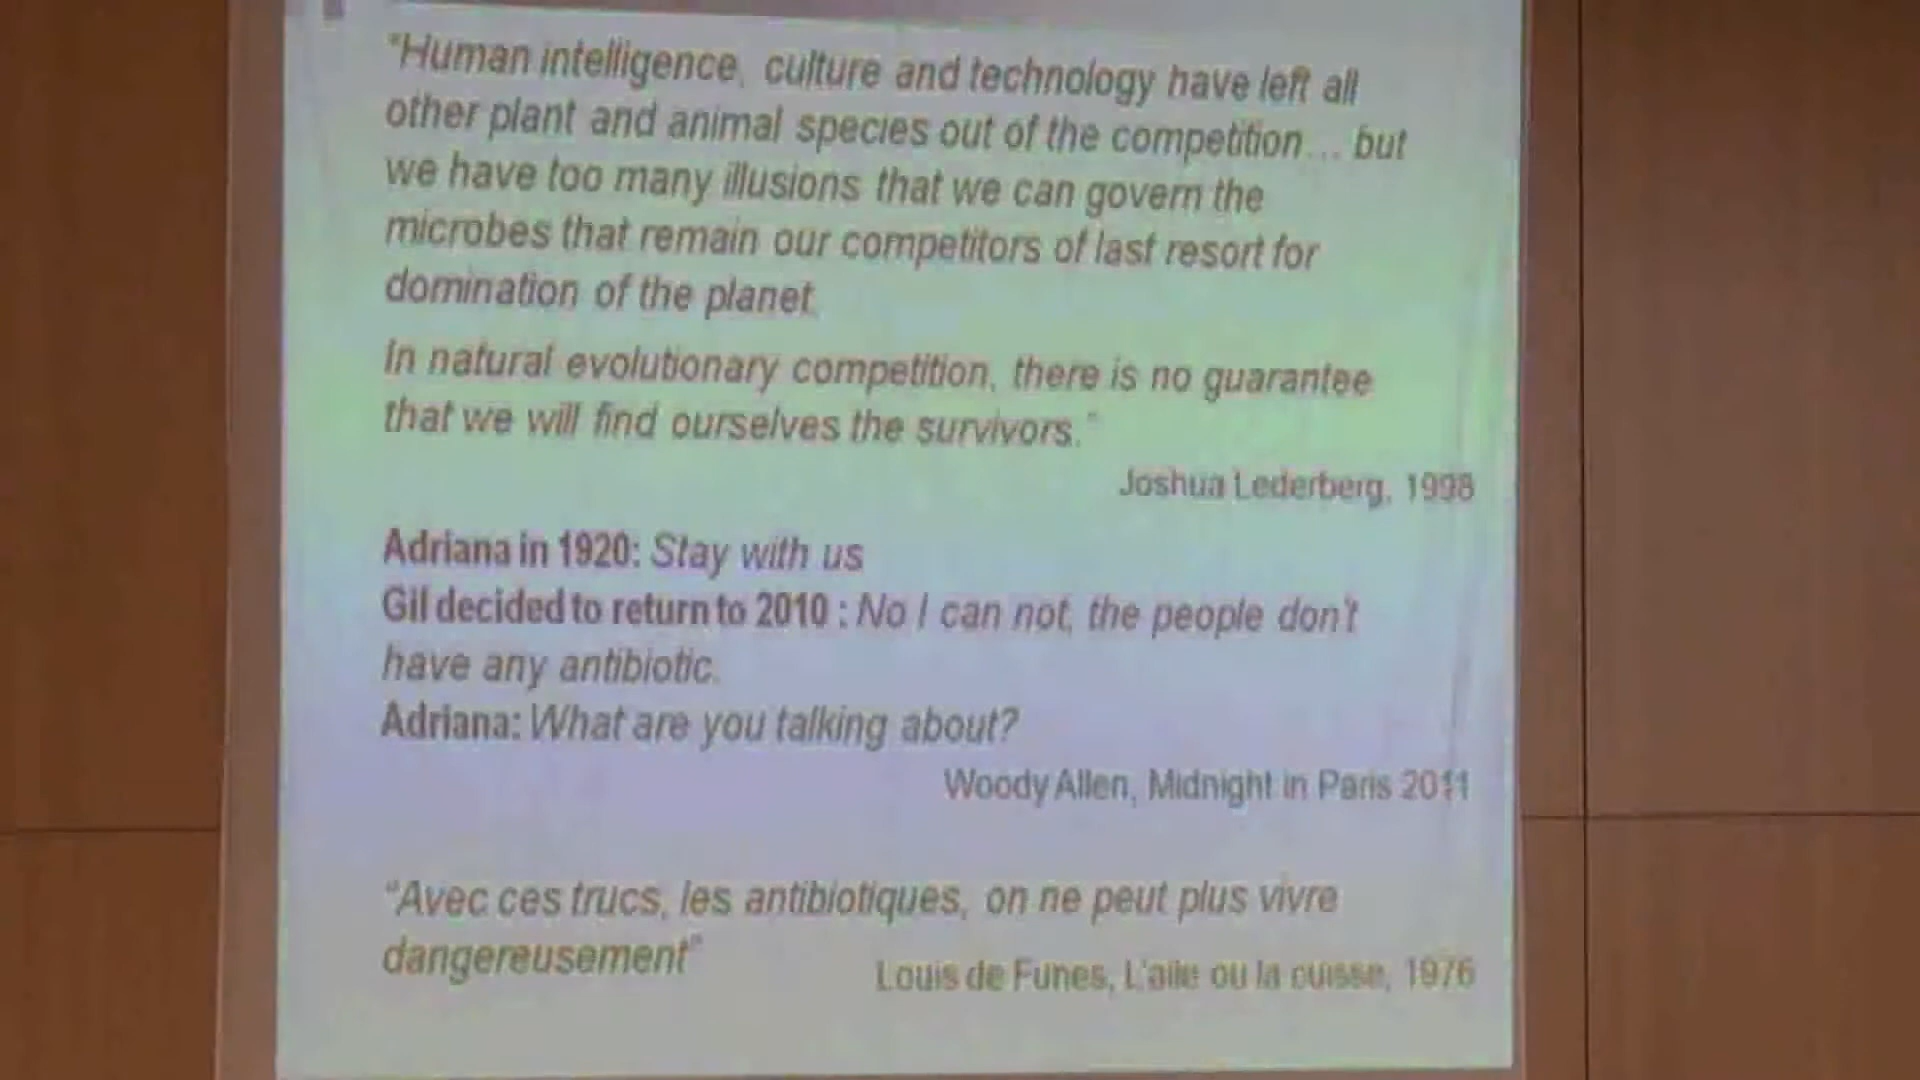 "Human intelligence, culture and technology have left all
other plant and animal species out of the competition... but
we have too many illusions that we can govern the
microbes that remain our competitors of last resort for
domination of the planet.
In natural evolutionary competition, there is no guarantee
that we will find ourselves the survivors."
Joshua Lederberg, 1998
Adriana in 1920: Stay with us
Gil decided to return to 2010 : No I can not, the people don't
have any antibiotic.
Adriana: What are you talking about?
Woody Allen, Midnight in Paris 2011
"Avec ces trucs, les antibiotiques, on ne peut plus vivre
dangereusement"
Louis de Funes, L'aile ou la cuisse, 1976